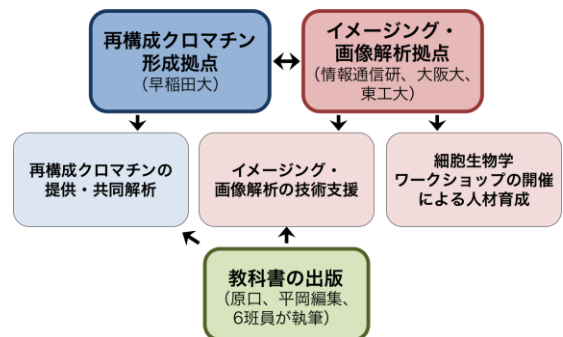 再構成クロマチン
形成拠点
（早稲田大）
イメージング・
画像解析拠点
（情報通信研、大阪大、
東工大）
再構成クロマチンの
提供・共同解析
イメージング・
画像解析の技術支援
細胞生物学
ワークショップの開催
による人材育成
教科書の出版
（原口、平岡編集、
6班員が執筆）